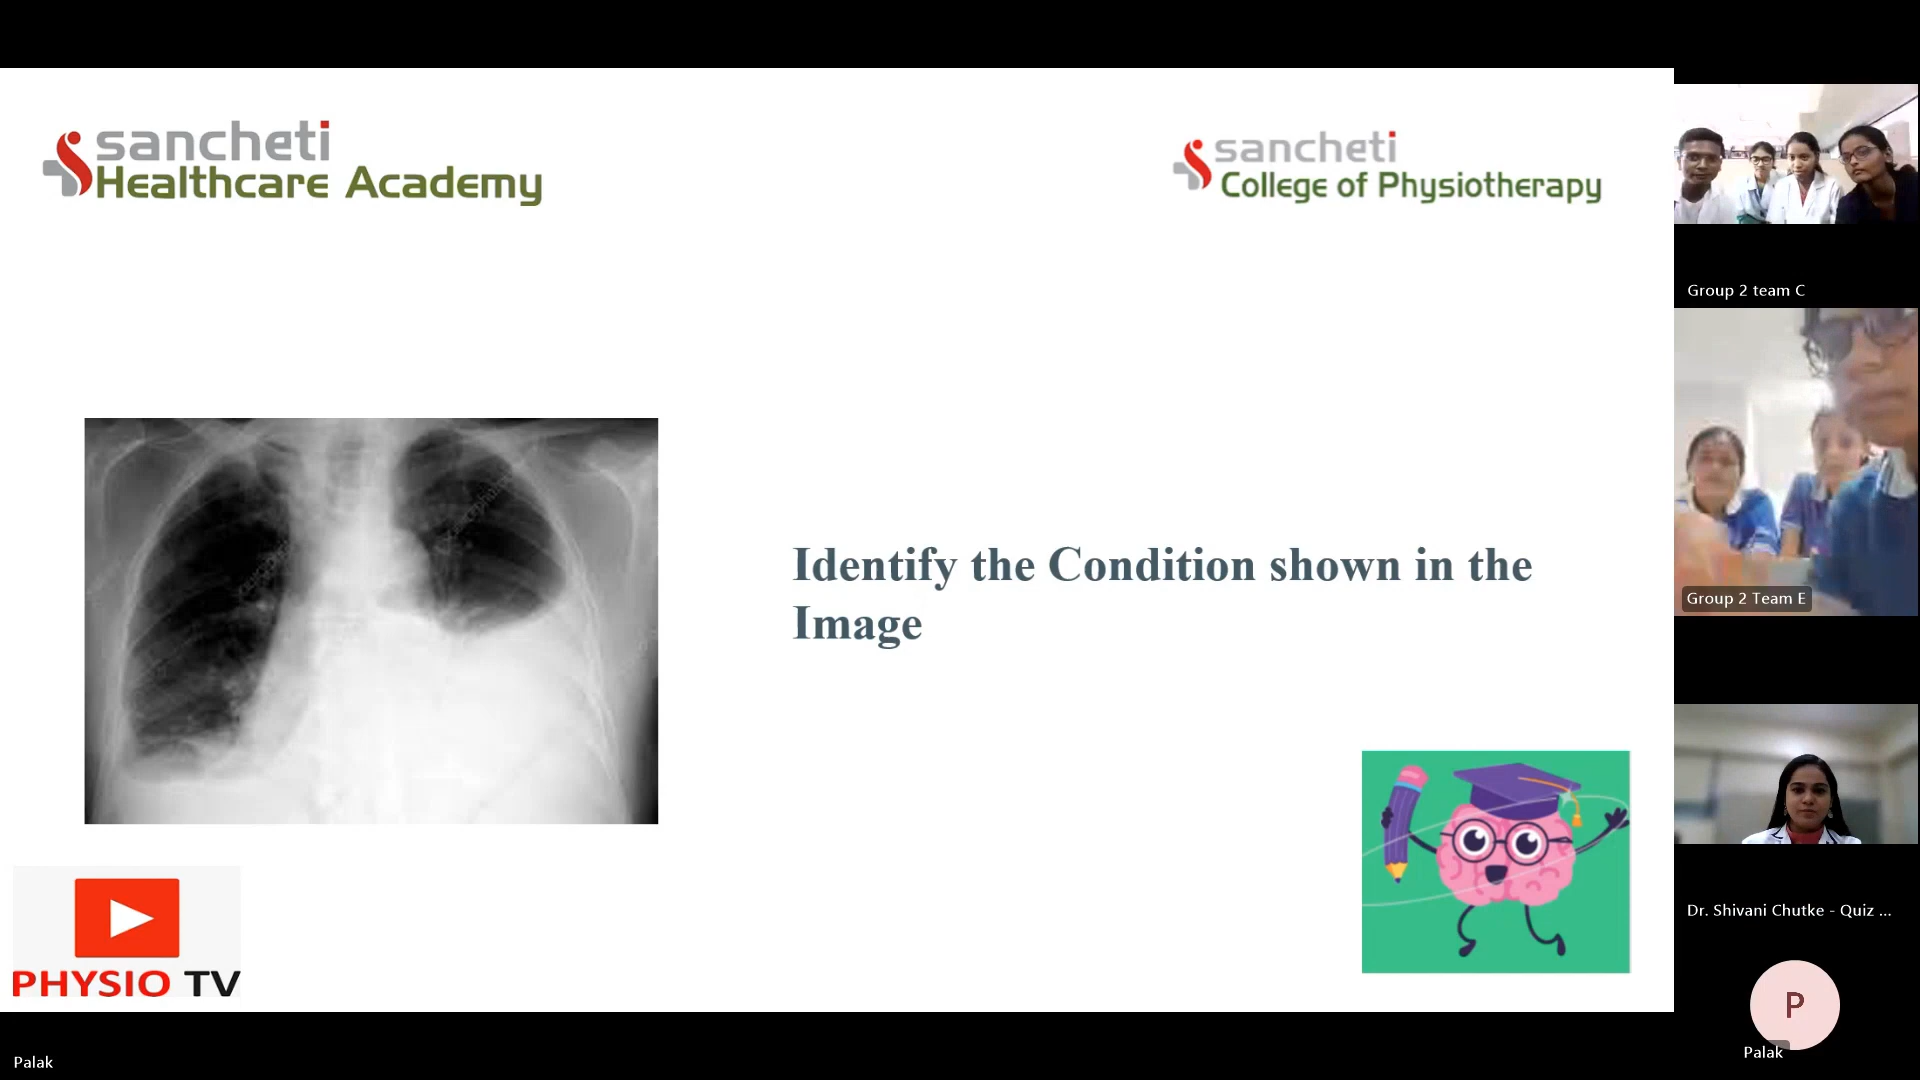 sancheti
Healthcare Academy
sancheti
College of Physiotherapy
Identify the Condition shown in the
Image
PHYSIO TV
Group 2 team C
Group 2 Team E
Dr. Shivani Chutke - Quiz ...
P
Palak
Palak